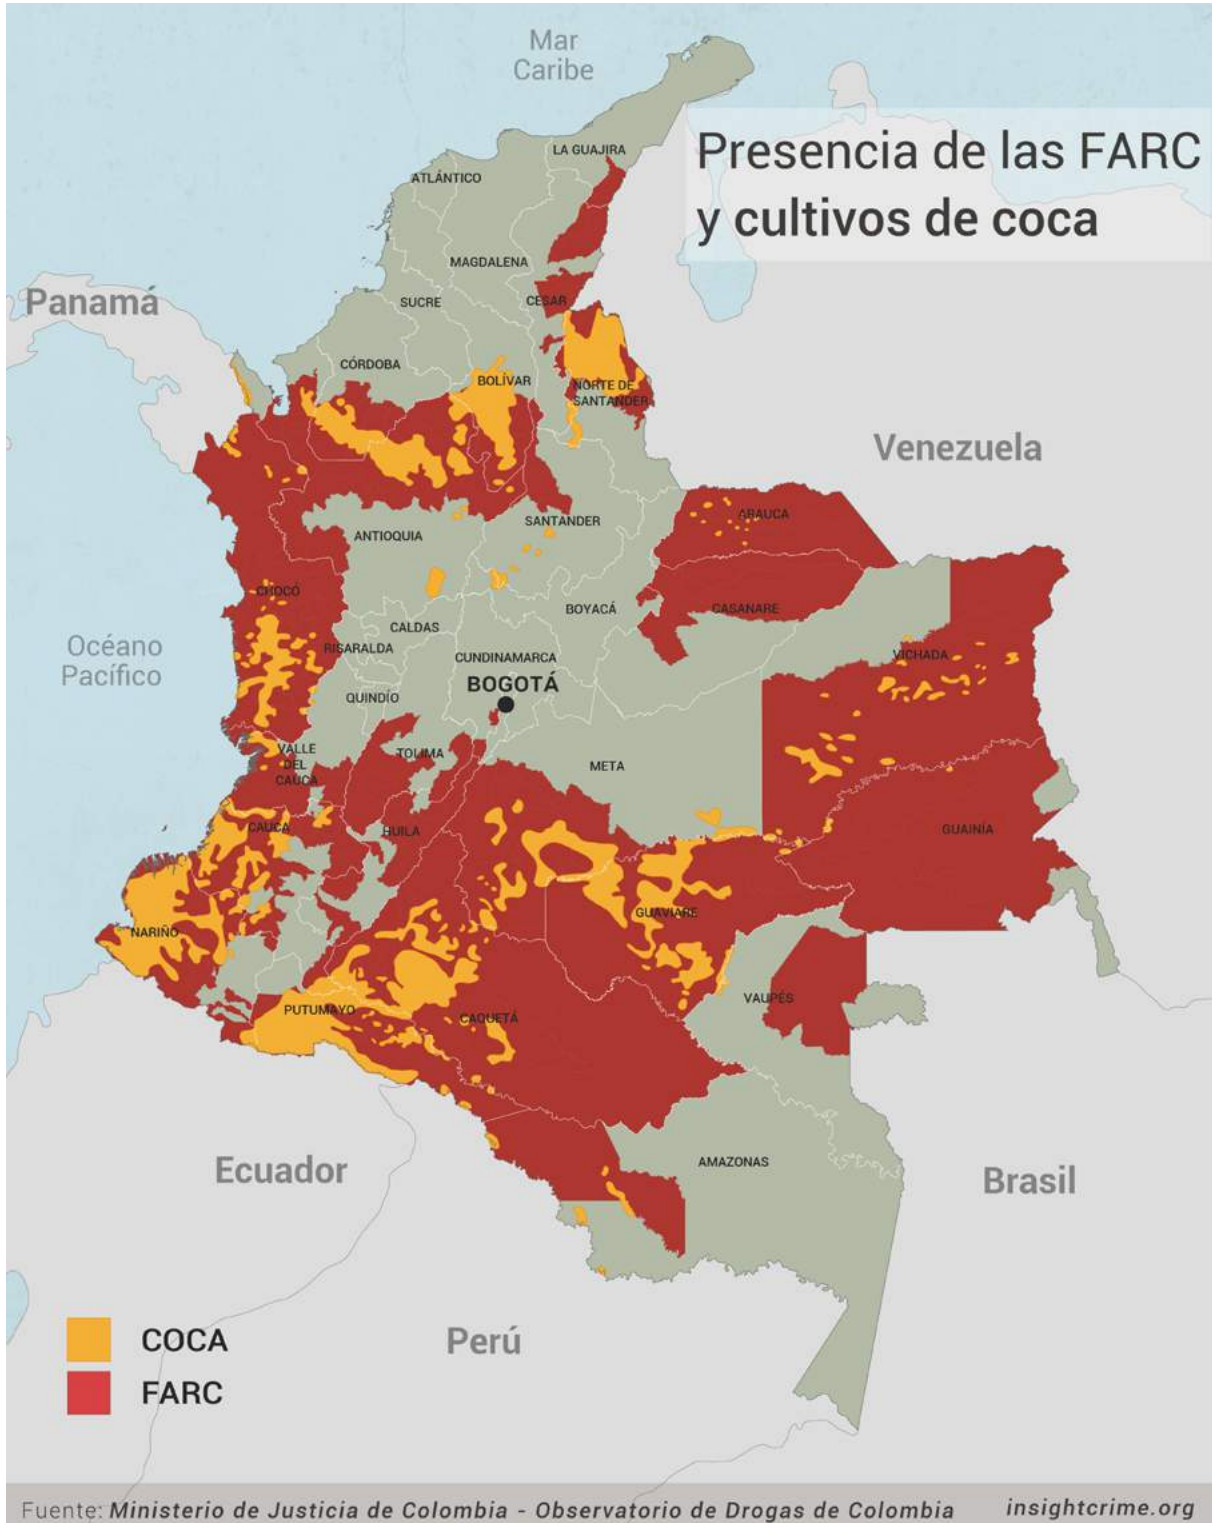 Mar
Caribe
Presencia de las FARC
y cultivos de coca
LA GUAJIRA
ATLÁNTICO
MAGDALENA
Panamá
SUCRE
CESAR
CÓRDOBA
BOLÍVAR
NORTE DE
SANTANDER
Venezuela
ARAUCA
SANTANDER
ANTIOQUIA
CHOCÓ
BOYACÁ
CASANARE
CALDAS
Océano
Pacífico
RISARALDA
CUNDINAMARCA
VICHADA
BOGOTÁ
QUINDÍO
VALLE
DEL
CAUCA
TOLIMA
META
CAUCA
HUILA
GUAINÍA
GUAVIARE
NARIÑO
VAUPÉS
PUTUMAYO
CAQUETÁ
Ecuador
AMAZONAS
Brasil
COCA
Perú
FARC
Fuente: Ministerio de Justicia de Colombia - Observatorio de Drogas de Colombia
insightcrime.org